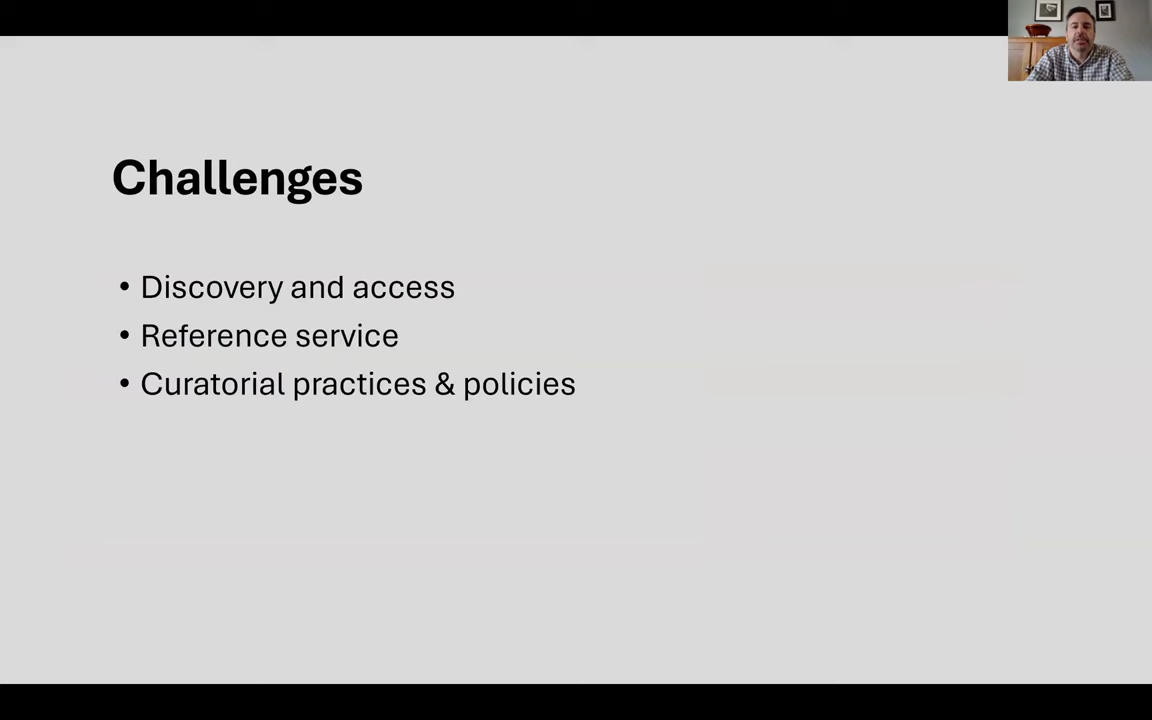 Challenges
• Discovery and access
• Reference service
• Curatorial practices & policies